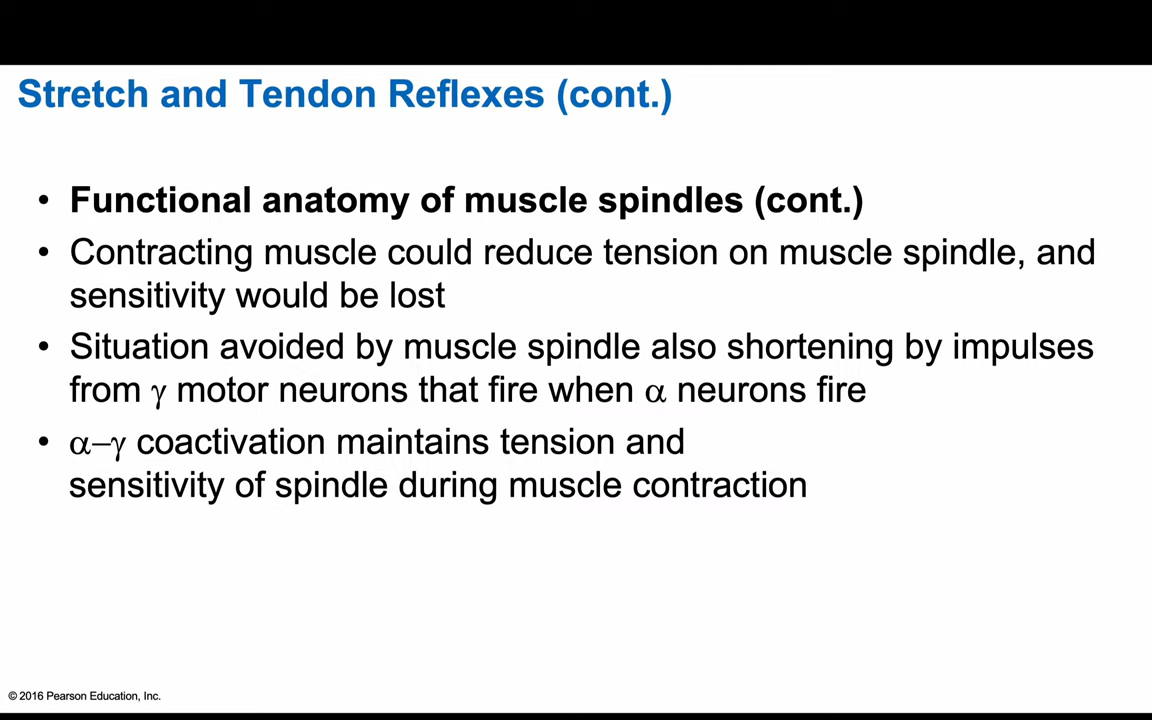 Stretch and Tendon Reflexes (cont.)
• Functional anatomy of muscle spindles (cont.)
• Contracting muscle could reduce tension on muscle spindle, and
sensitivity would be lost
• Situation avoided by muscle spindle also shortening by impulses
from γ motor neurons that fire when α neurons fire
• α–γ coactivation maintains tension and
sensitivity of spindle during muscle contraction
© 2016 Pearson Education, Inc.